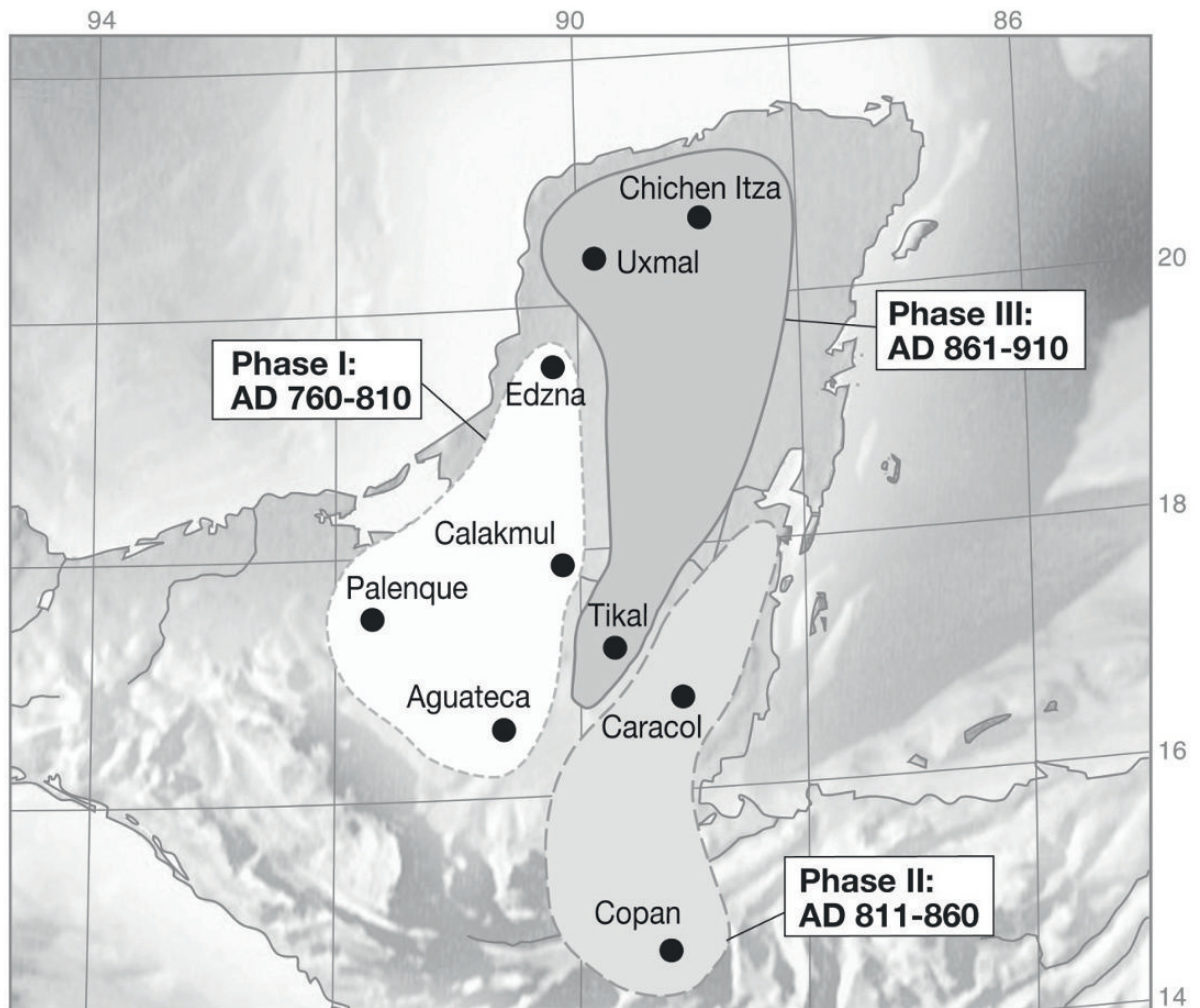 94 90 86
Chichen Itza
Uxmal
20
Phase III:
AD 861-910
Phase I:
AD 760-810
Edzna
18
Calakmul
Palenque
Tikal
Aguateca
Caracol
16
Phase II:
AD 811-860
Copan
14